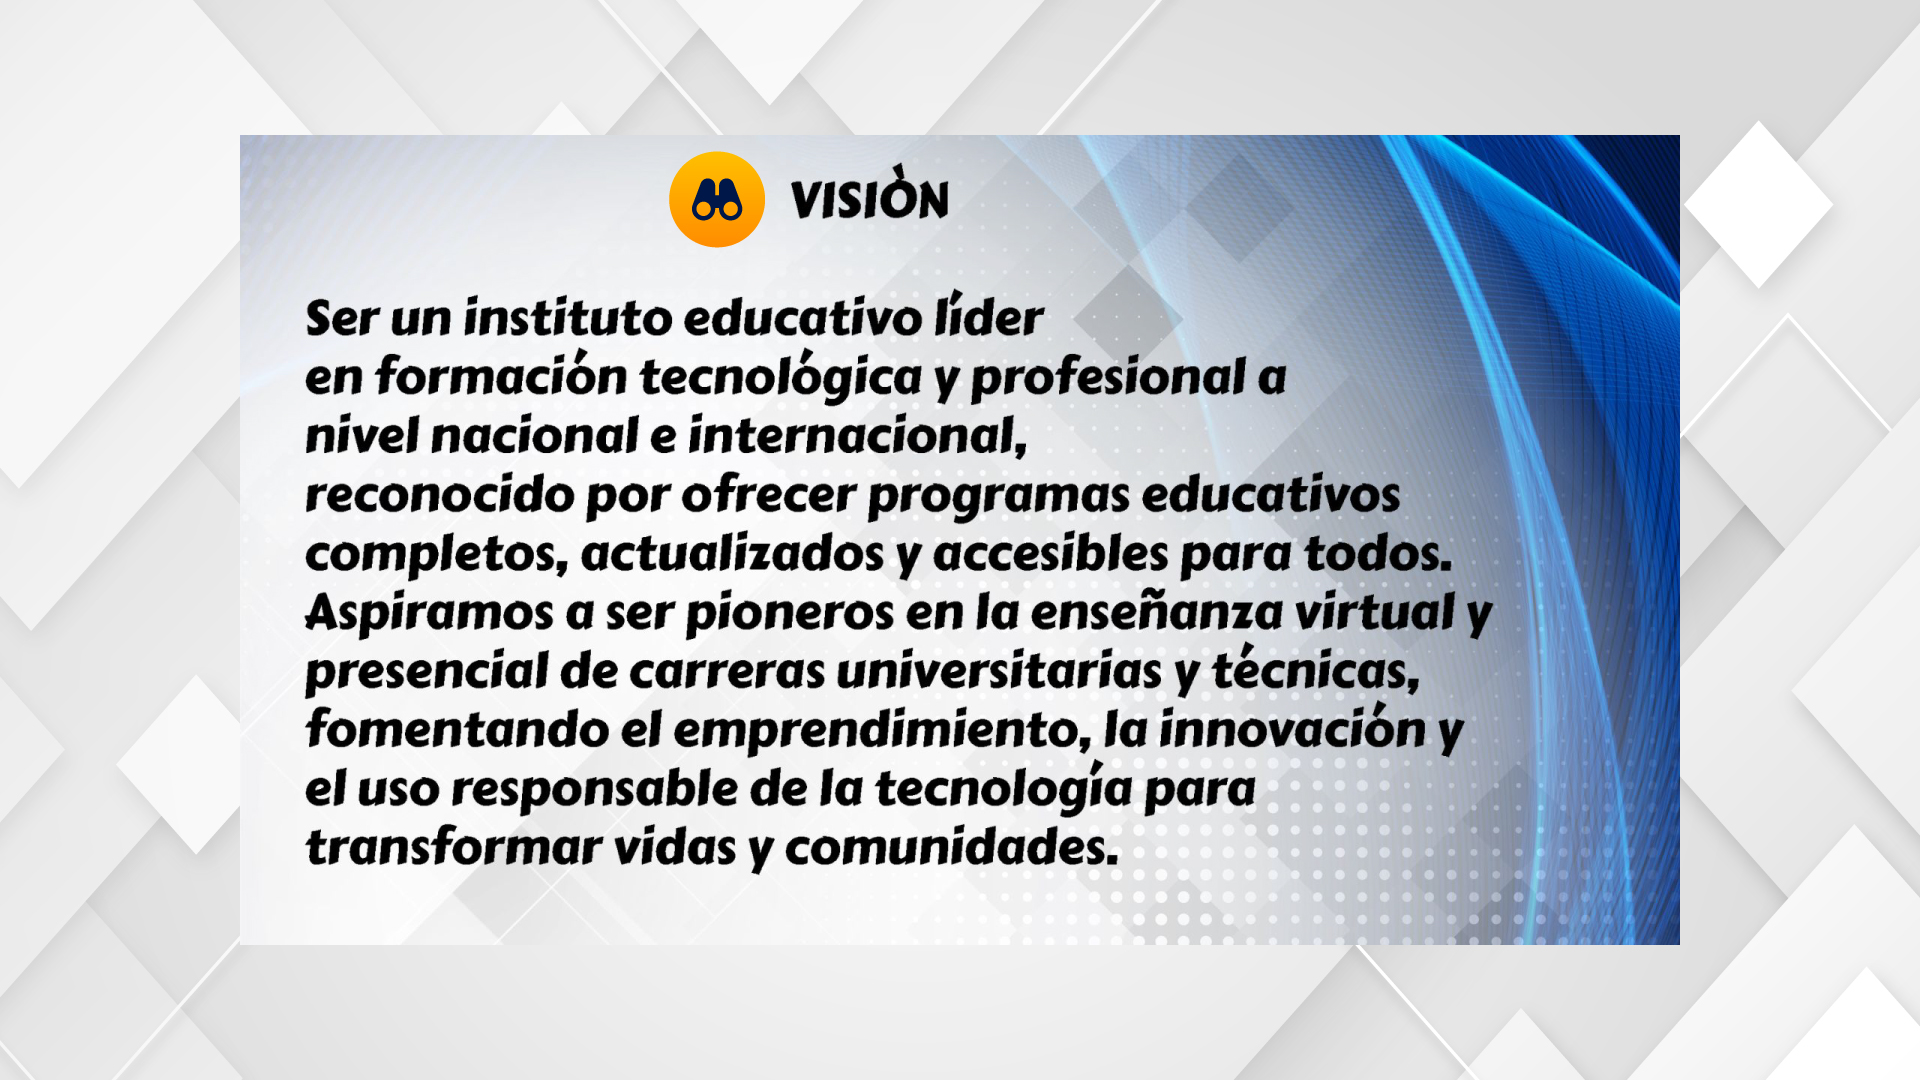 VISIÒN
Ser un instituto educativo líder
en formación tecnológica y profesional a
nivel nacional e internacional,
reconocido por ofrecer programas educativos
completos, actualizados y accesibles para todos.
Aspiramos a ser pioneros en la enseñanza virtual y
presencial de carreras universitarias y técnicas,
fomentando el emprendimiento, la innovación y
el uso responsable de la tecnología para
transformar vidas y comunidades.